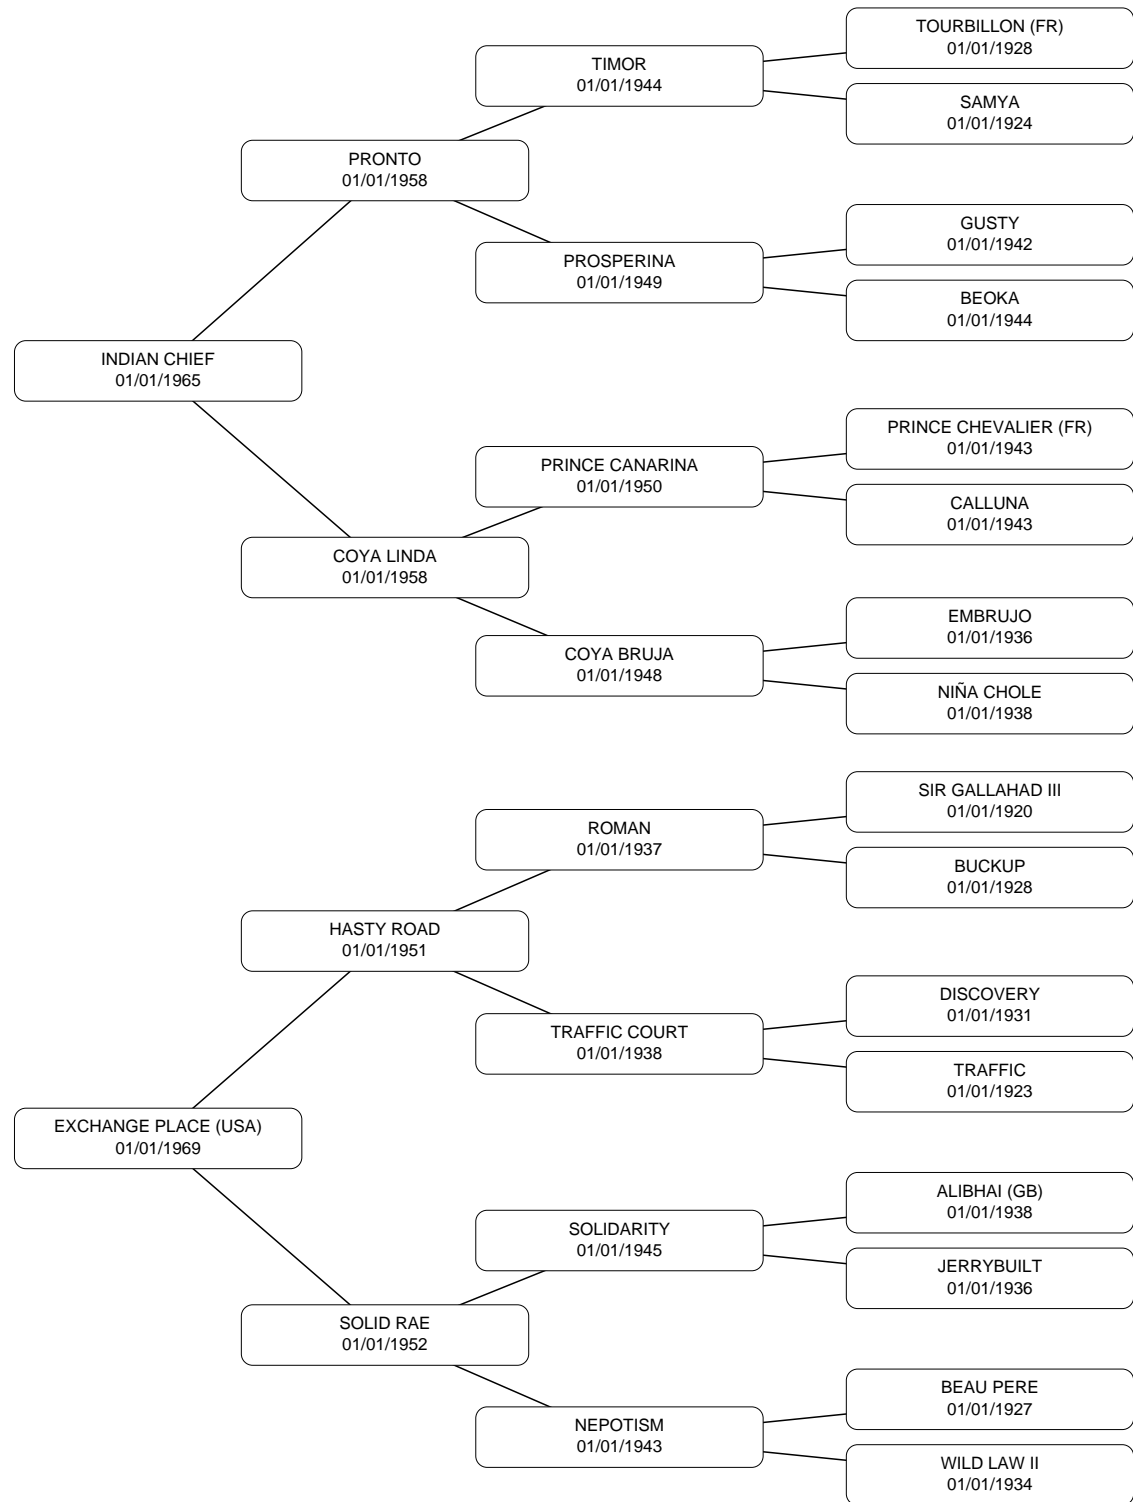 TOURBILLON (FR)
01/01/1928
TIMOR
01/01/1944
SAMYA
01/01/1924
PRONTO
01/01/1958
GUSTY
01/01/1942
PROSPERINA
01/01/1949
BEOKA
01/01/1944
INDIAN CHIEF
01/01/1965
PRINCE CHEVALIER (FR)
01/01/1943
PRINCE CANARINA
01/01/1950
CALLUNA
01/01/1943
COYA LINDA
01/01/1958
EMBRUJO
01/01/1936
COYA BRUJA
01/01/1948
NIÑA CHOLE
01/01/1938
SIR GALLAHAD III
01/01/1920
ROMAN
01/01/1937
BUCKUP
01/01/1928
HASTY ROAD
01/01/1951
DISCOVERY
01/01/1931
TRAFFIC COURT
01/01/1938
TRAFFIC
01/01/1923
EXCHANGE PLACE (USA)
01/01/1969
ALIBHAI (GB)
01/01/1938
SOLIDARITY
01/01/1945
JERRYBUILT
01/01/1936
SOLID RAE
01/01/1952
BEAU PERE
01/01/1927
NEPOTISM
01/01/1943
WILD LAW II
01/01/1934